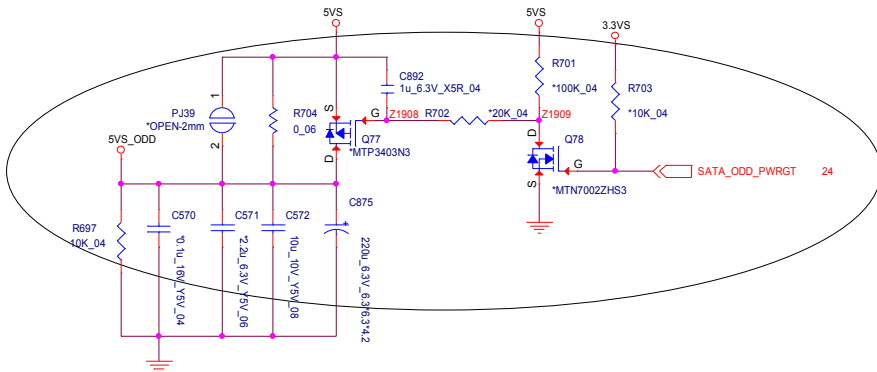 5VS
5VS
3.3VS
C892
1u_6.3V_X5R_04
R701
*100K_04
R703
*10K_04
1
PJ39
*OPEN-2mm
2
R704
0_06
S
G
D
Q77
*MTP3403N3
Z1908
R702
*20K_04
Z1909
D
Q78
G
S
*MTN7002ZHS3
SATA_ODD_PWRGT 24
5VS_ODD
R697
10K_04
C570
*0.1u_16V_Y5V_04
C571
*2.2u_6.3V_Y5V_06
C572
10u_10V_Y5V_08
C875
+
220u_6.3V_6.3*6.3*4.2